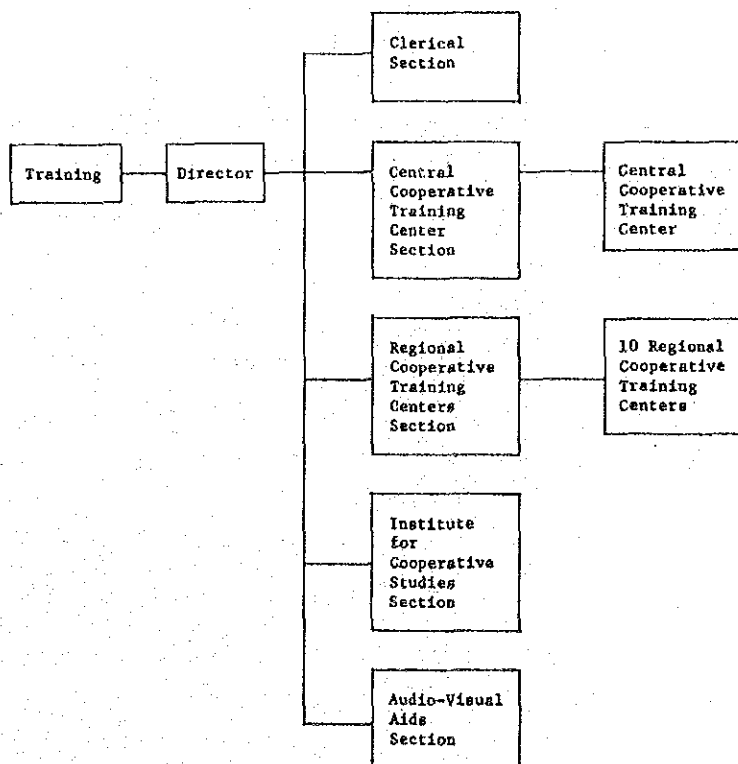 Clerical
Section
Training
Director
Central
Cooperative
Training
Center
Section
Central
Cooperative
Training
Center
Regional
Cooperative
Training
Centers
Section
10 Regional
Cooperative
Training
Centers
Institute
for
Cooperative
Studies
Section
Audio-Visual
Aids
Section